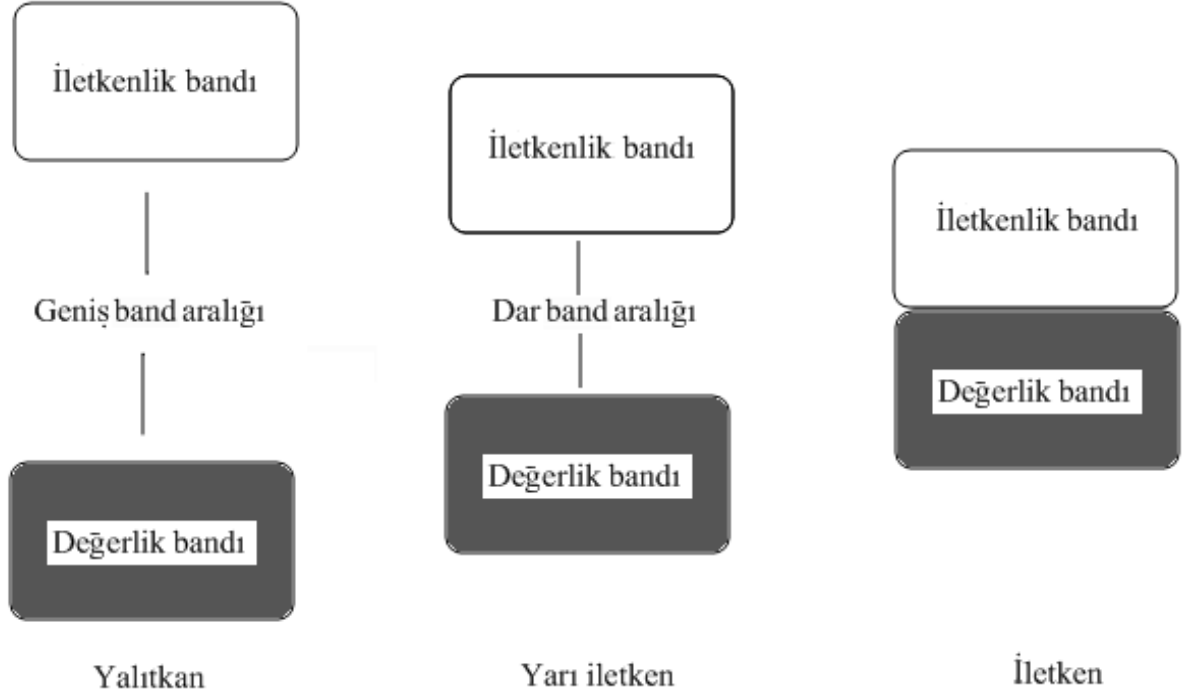 İletkenlik bandı
Geniş band aralığı
Değerlik bandı
Yalıtkan
İletkenlik bandı
Dar band aralığı
Değerlik bandı
Yarı iletken
İletkenlik bandı
Değerlik bandı
İletken